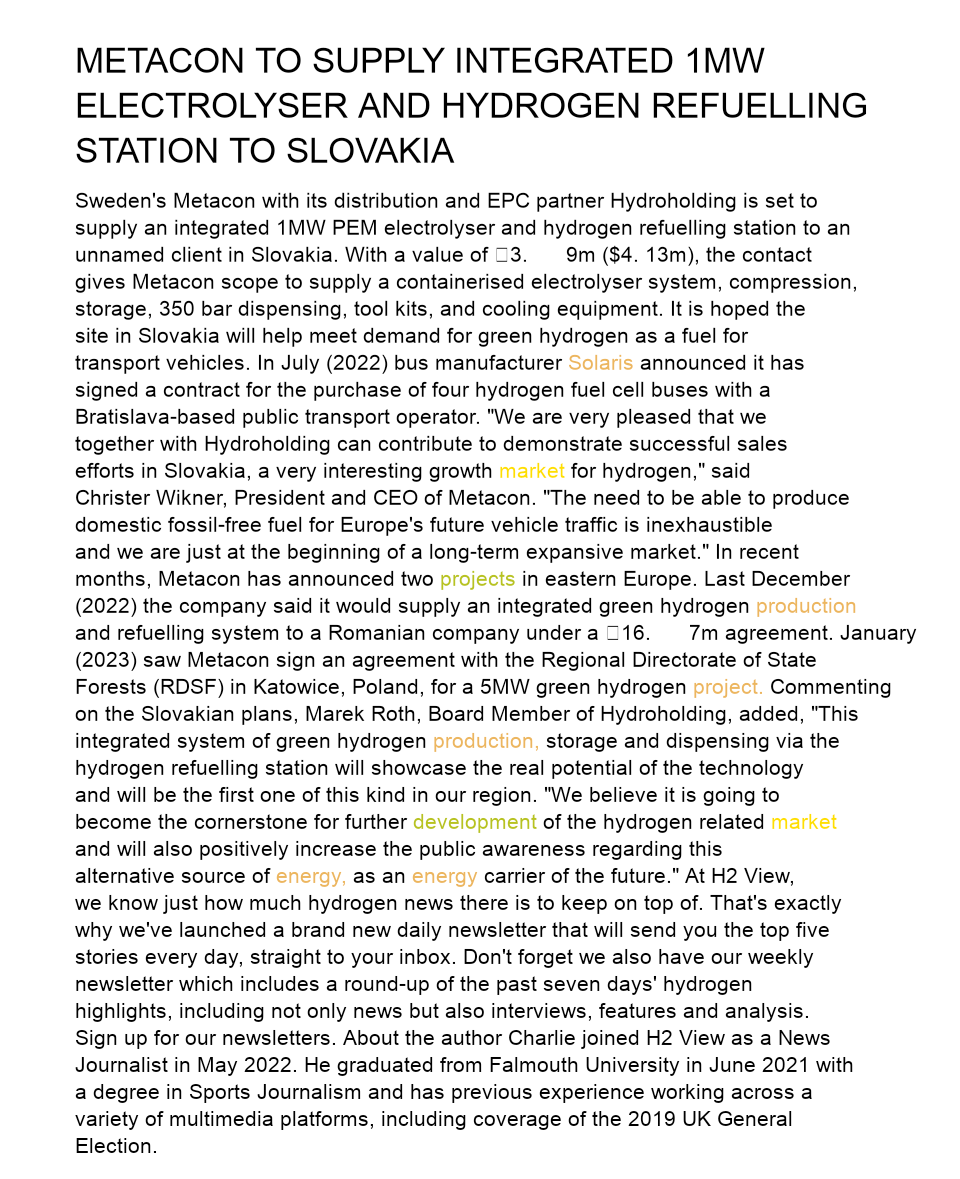 METACON TO SUPPLY INTEGRATED 1MW
ELECTROLYSER AND HYDROGEN REFUELLING
STATION TO SLOVAKIA
Sweden's Metacon with its distribution and EPC partner Hydroholding is set to
supply an integrated 1MW PEM electrolyser and hydrogen refuelling station to an
unnamed client in Slovakia. With a value of □3. 9m ($4. 13m), the contact
gives Metacon scope to supply a containerised electrolyser system, compression,
storage, 350 bar dispensing, tool kits, and cooling equipment. It is hoped the
site in Slovakia will help meet demand for green hydrogen as a fuel for
transport vehicles. In July (2022) bus manufacturer Solaris announced it has
signed a contract for the purchase of four hydrogen fuel cell buses with a
Bratislava-based public transport operator. "We are very pleased that we
together with Hydroholding can contribute to demonstrate successful sales
efforts in Slovakia, a very interesting growth market for hydrogen," said
Christer Wikner, President and CEO of Metacon. "The need to be able to produce
domestic fossil-free fuel for Europe's future vehicle traffic is inexhaustible
and we are just at the beginning of a long-term expansive market." In recent
months, Metacon has announced two projects in eastern Europe. Last December
(2022) the company said it would supply an integrated green hydrogen production
and refuelling system to a Romanian company under a □16. 7m agreement. January
(2023) saw Metacon sign an agreement with the Regional Directorate of State
Forests (RDSF) in Katowice, Poland, for a 5MW green hydrogen project. Commenting
on the Slovakian plans, Marek Roth, Board Member of Hydroholding, added, "This
integrated system of green hydrogen production, storage and dispensing via the
hydrogen refuelling station will showcase the real potential of the technology
and will be the first one of this kind in our region. "We believe it is going to
become the cornerstone for further development of the hydrogen related market
and will also positively increase the public awareness regarding this
alternative source of energy, as an energy carrier of the future." At H2 View,
we know just how much hydrogen news there is to keep on top of. That's exactly
why we've launched a brand new daily newsletter that will send you the top five
stories every day, straight to your inbox. Don't forget we also have our weekly
newsletter which includes a round-up of the past seven days' hydrogen
highlights, including not only news but also interviews, features and analysis.
Sign up for our newsletters. About the author Charlie joined H2 View as a News
Journalist in May 2022. He graduated from Falmouth University in June 2021 with
a degree in Sports Journalism and has previous experience working across a
variety of multimedia platforms, including coverage of the 2019 UK General
Election.